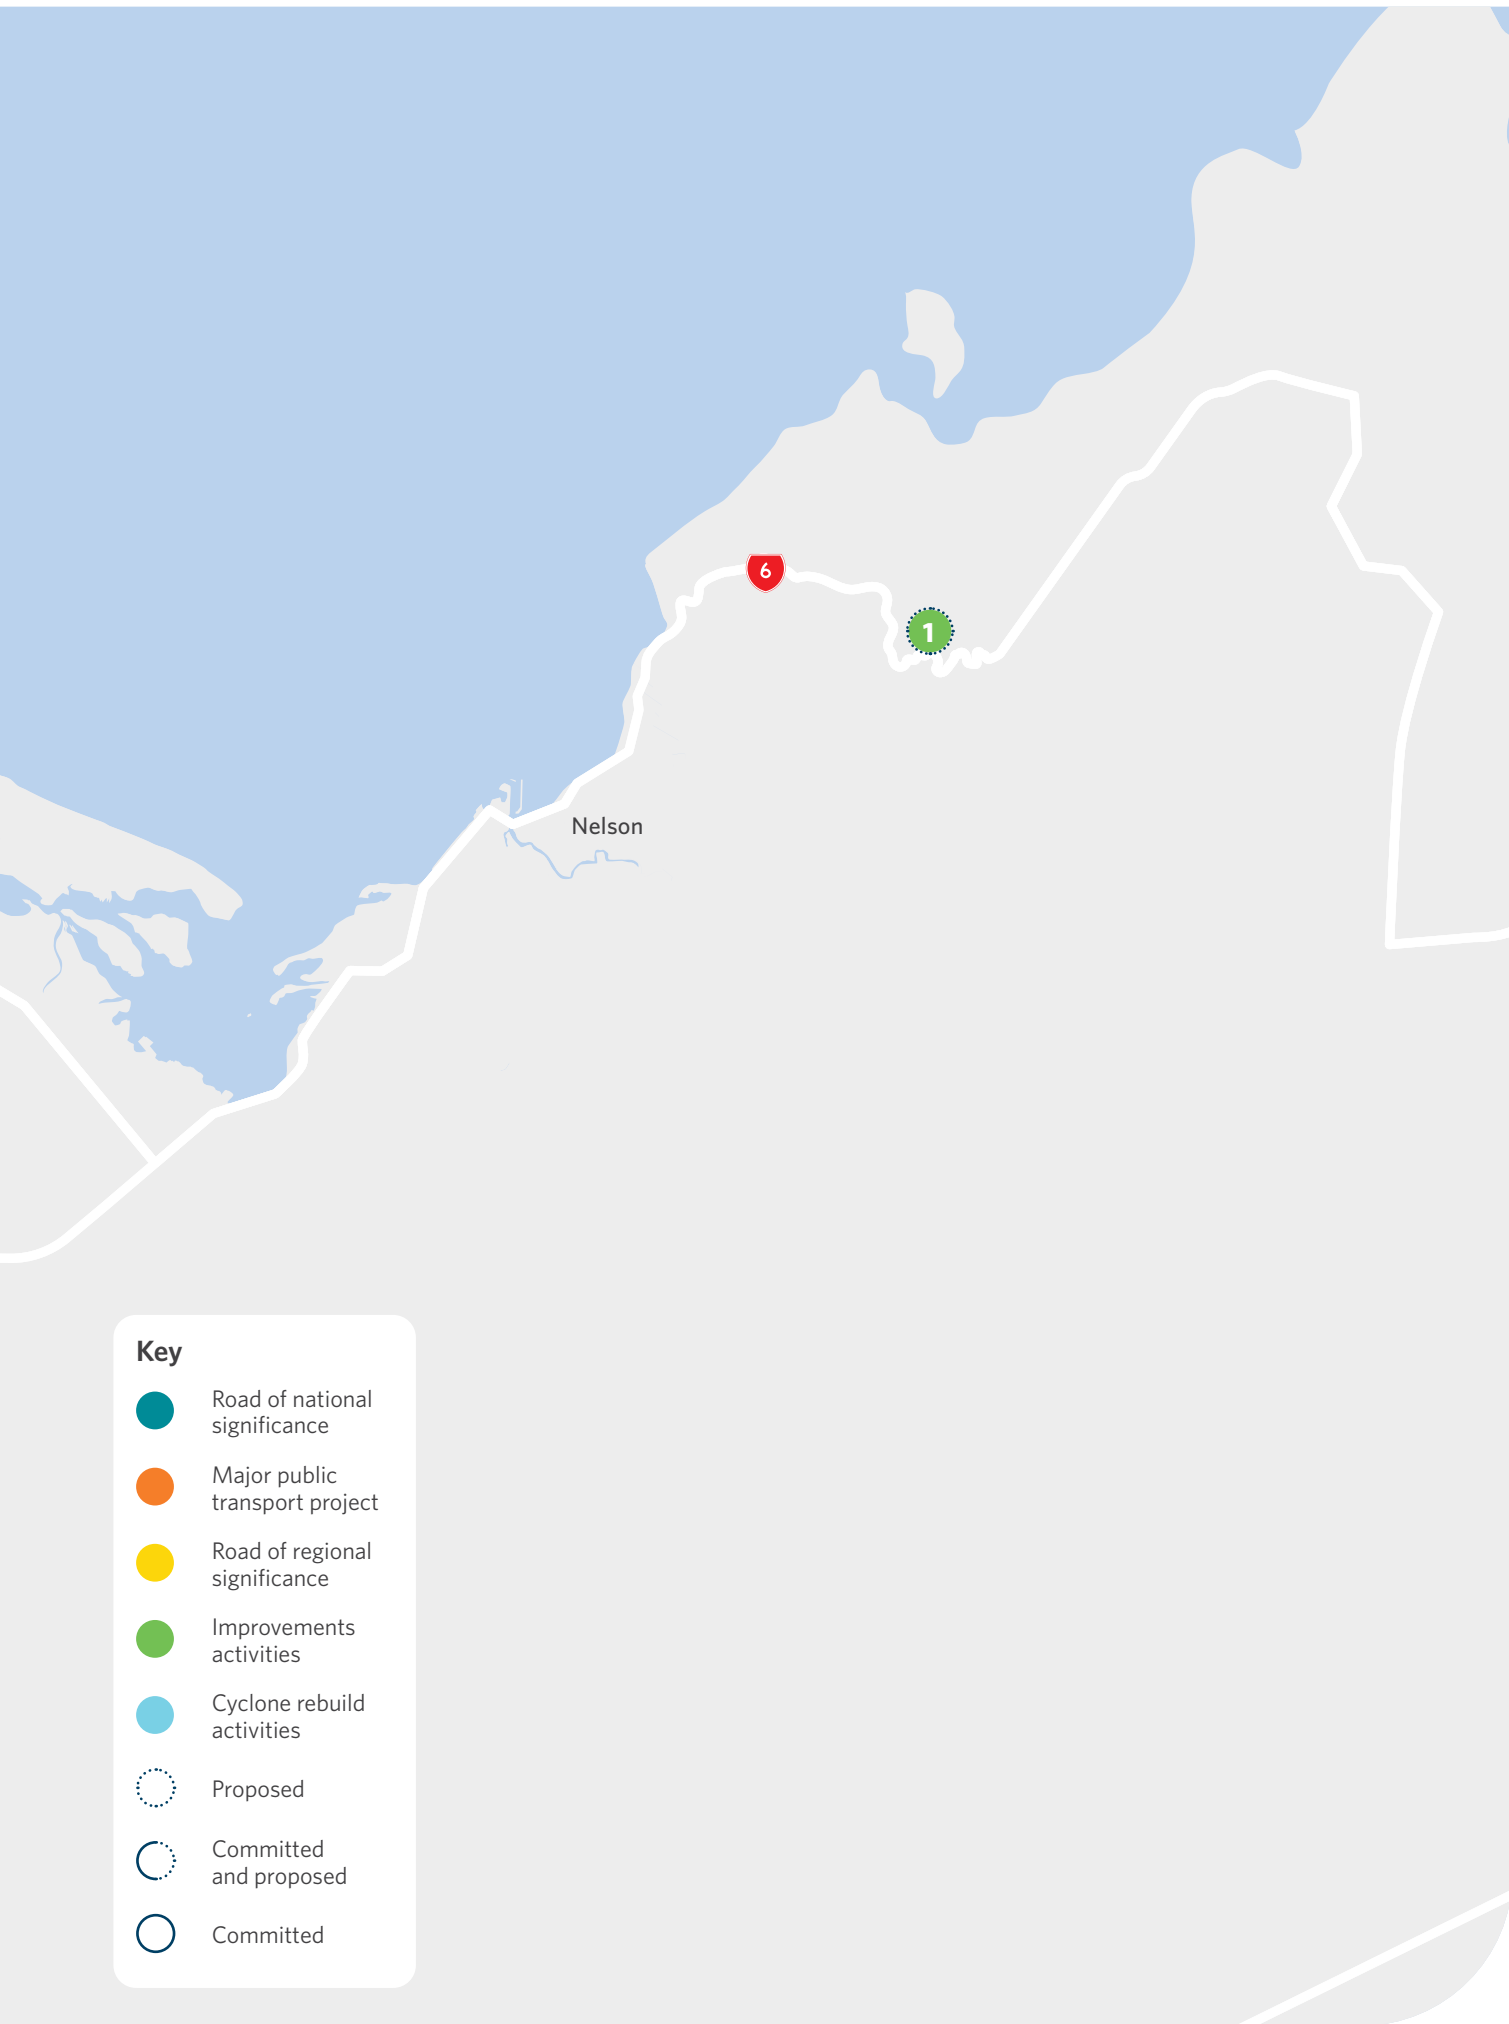 6
1
Nelson
Key
Road of national
significance
Major public
transport project
Road of regional
significance
Improvements
activities
Cyclone rebuild
activities
Proposed
Committed
and proposed
Committed